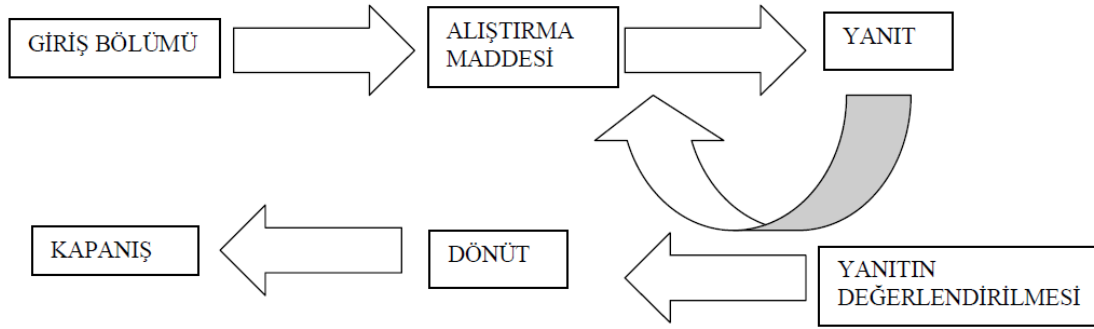 GİRİŞ BÖLÜMÜ
ALIŞTIRMA
MADDESİ
YANIT
KAPANIŞ
DÖNÜT
YANITIN
DEĞERLENDİRİLMESİ